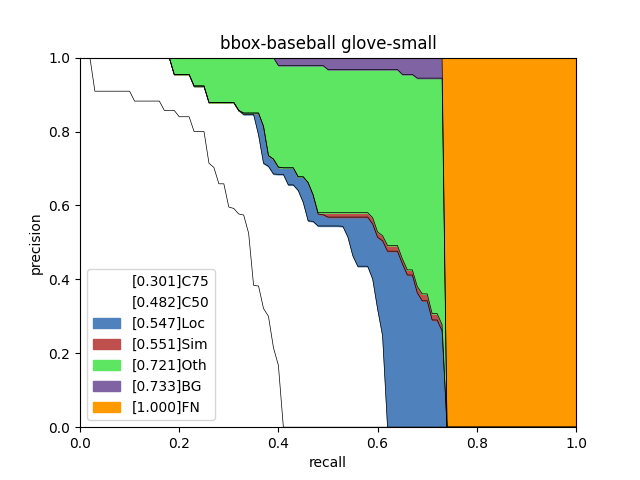 bbox-baseball glove-small
precision
1.0
0.8
0.6
0.4
0.2
0.0
[0.301]C75
[0.482]C50
[0.547]Loc
[0.551]Sim
[0.721]Oth
[0.733]BG
[1.000]FN
0.0 0.2 0.4 0.6 0.8 1.0
recall